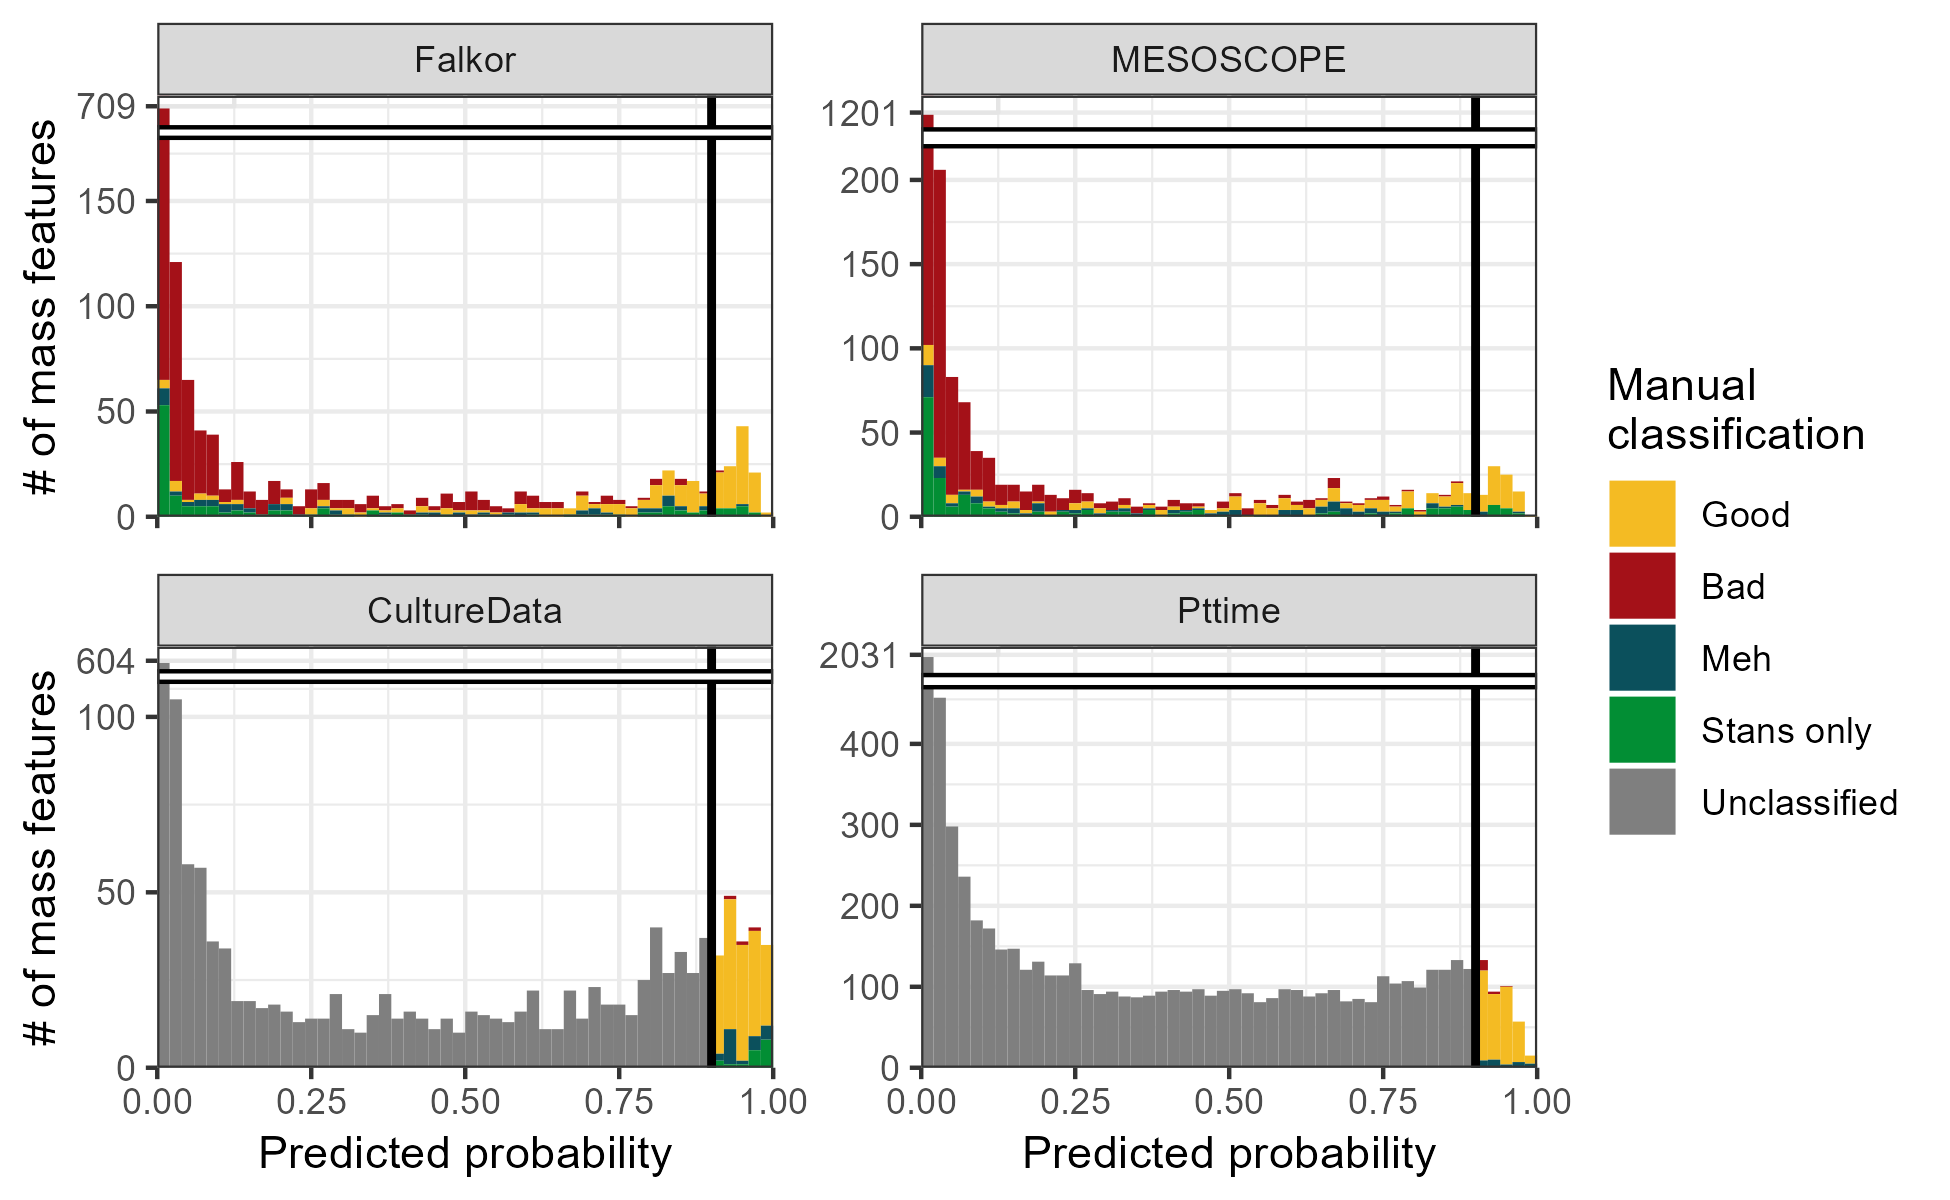 Falkor
MESOSCOPE
# of mass features
709
150
100
50
0
1201
200
150
100
50
0
CultureData
Pttime
# of mass features
604
100
50
0
2031
400
300
200
100
0
0.00 0.25 0.50 0.75 1.00
0.00 0.25 0.50 0.75 1.00
Predicted probability
Predicted probability
Manual
classification
Good
Bad
Meh
Stans only
Unclassified